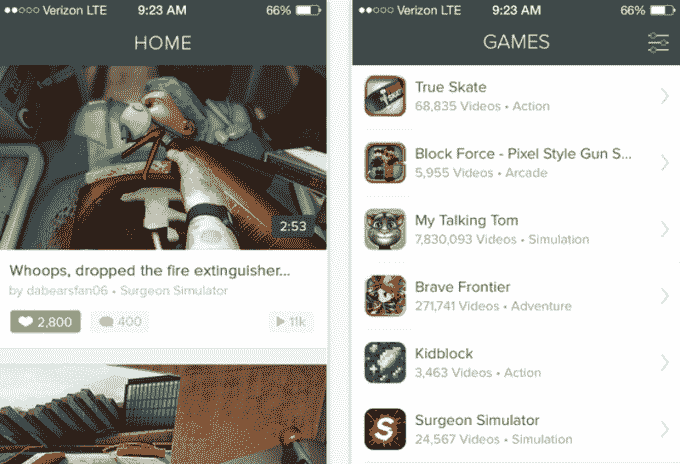 ●●○○○ Verizon LTE 9:23 AM 66%
HOME
2:53
Whoops, dropped the fire extinguisher...
by dabearsfan06 • Surgeon Simulator
2,800 400 11k
●●○○○ Verizon LTE 9:23 AM 66%
GAMES
True Skate
68,835 Videos • Action
Block Force - Pixel Style Gun S...
5,955 Videos • Arcade
My Talking Tom
7,830,093 Videos • Simulation
Brave Frontier
271,741 Videos • Adventure
Kidblock
3,463 Videos • Action
S
Surgeon Simulator
24,567 Videos • Simulation